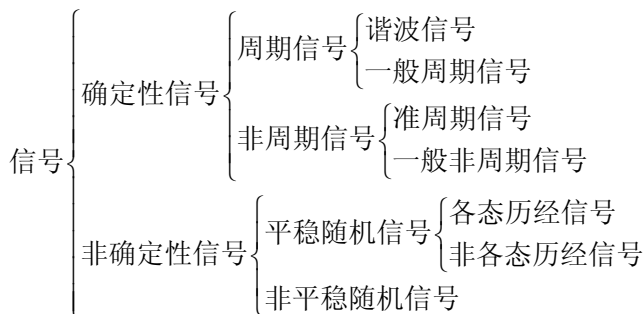 信号
确定性信号
周期信号
谐波信号
一般周期信号
非周期信号
准周期信号
一般非周期信号
非确定性信号
平稳随机信号
各态历经信号
非各态历经信号
非平稳随机信号